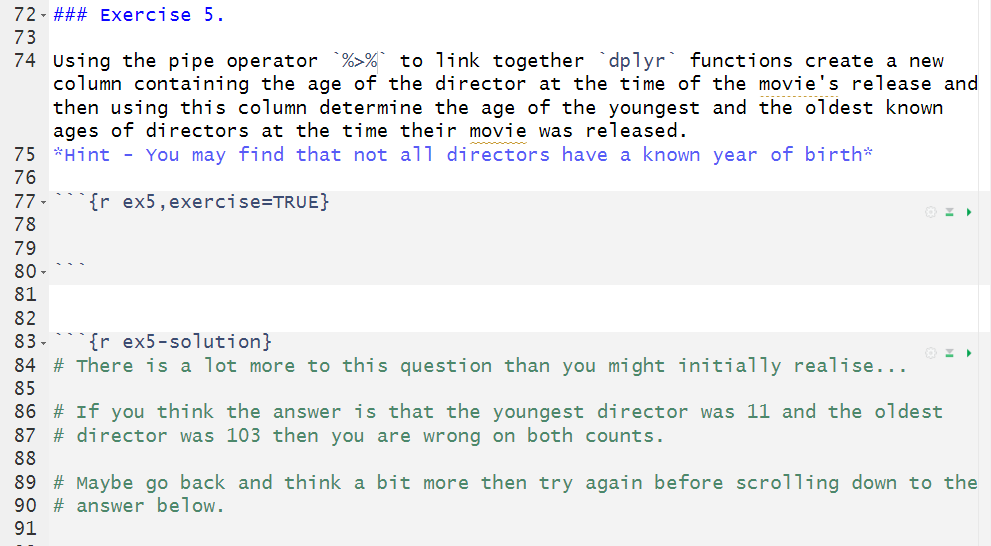 72 ### Exercise 5.
73
74 Using the pipe operator `%>%` to link together `dplyr` functions create a new
column containing the age of the director at the time of the movie's release and
then using this column determine the age of the youngest and the oldest known
ages of directors at the time their movie was released.
75 *Hint - You may find that not all directors have a known year of birth*
76
77 ```{r ex5,exercise=TRUE}
78
79
80 ```
81
82
83 ```{r ex5-solution}
84 # There is a lot more to this question than you might initially realise...
85
86 # If you think the answer is that the youngest director was 11 and the oldest
87 # director was 103 then you are wrong on both counts.
88
89 # Maybe go back and think a bit more then try again before scrolling down to the
90 # answer below.
91